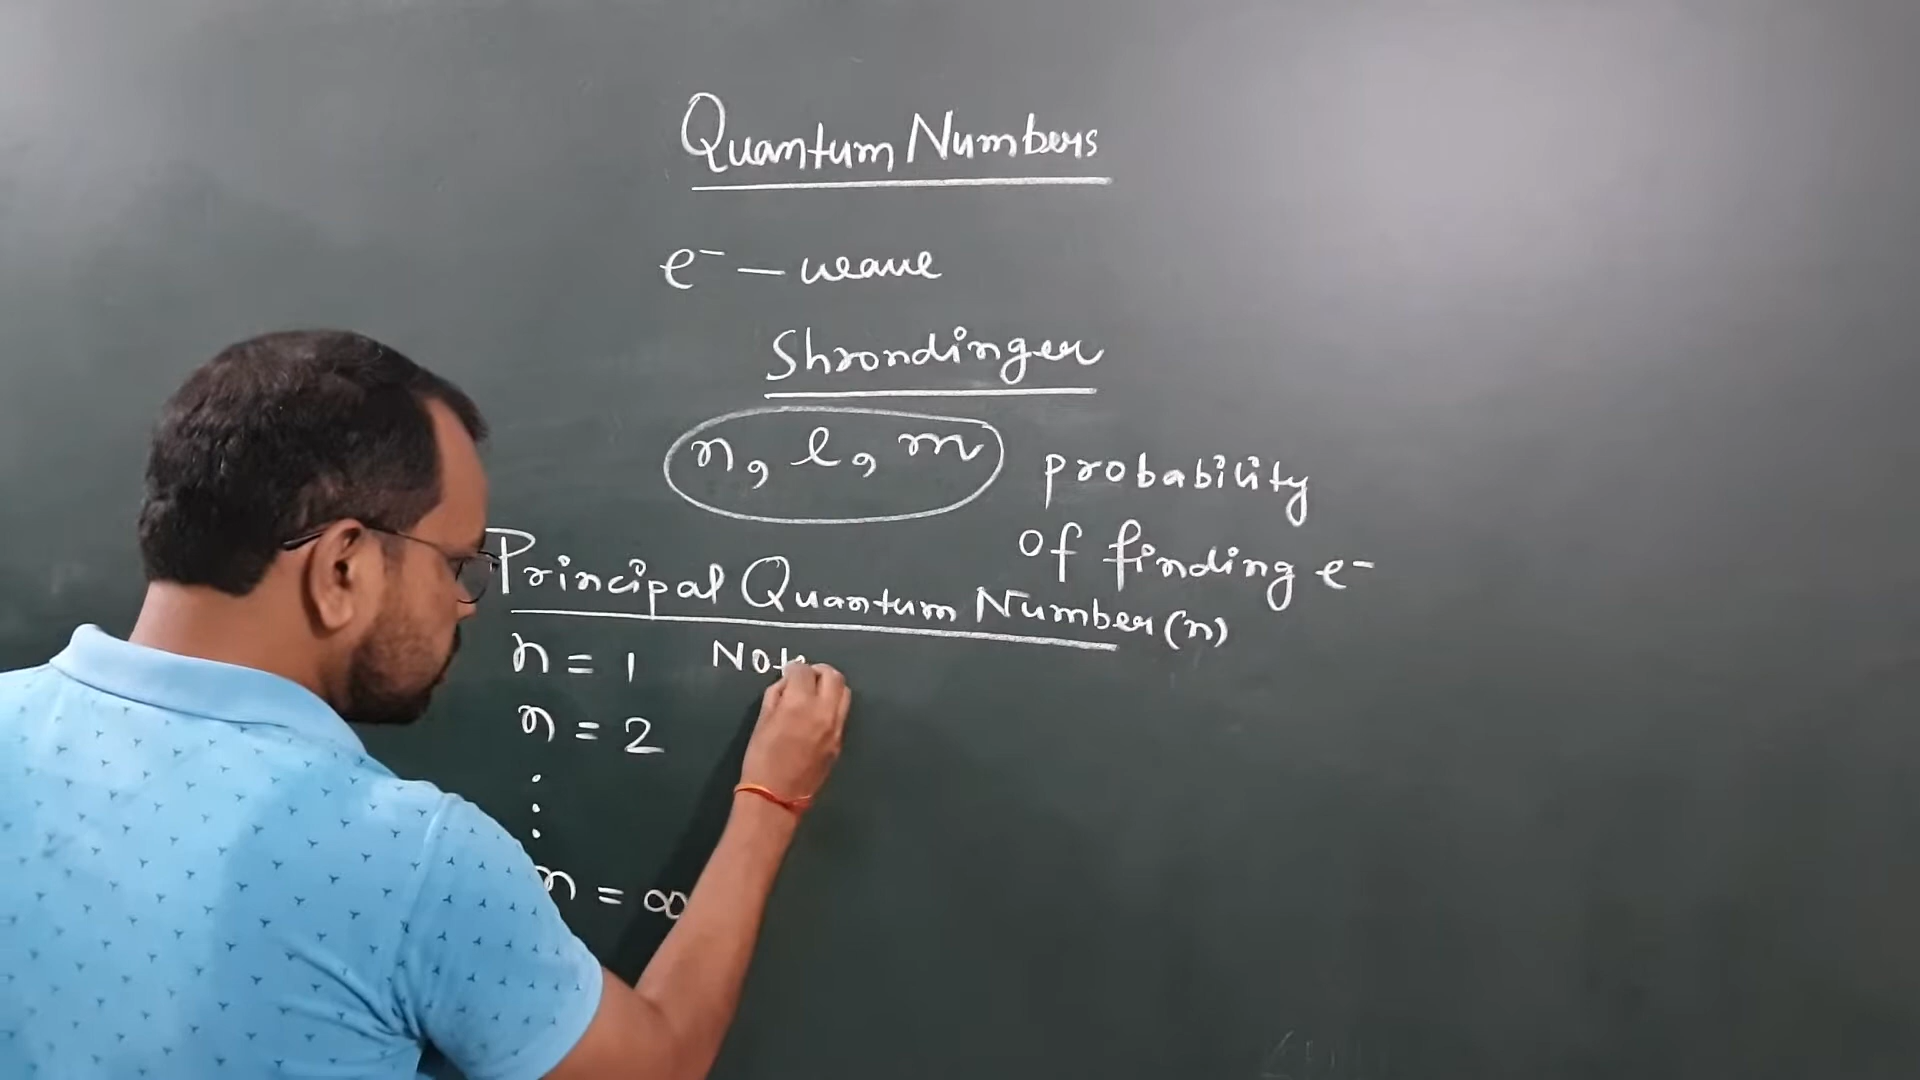 Quantum Numbers
e⁻ — wave
Shrondinger
n, l, m
probability
of finding e⁻
Principal Quantum Number (n)
n = 1
n = 2
n = ∞